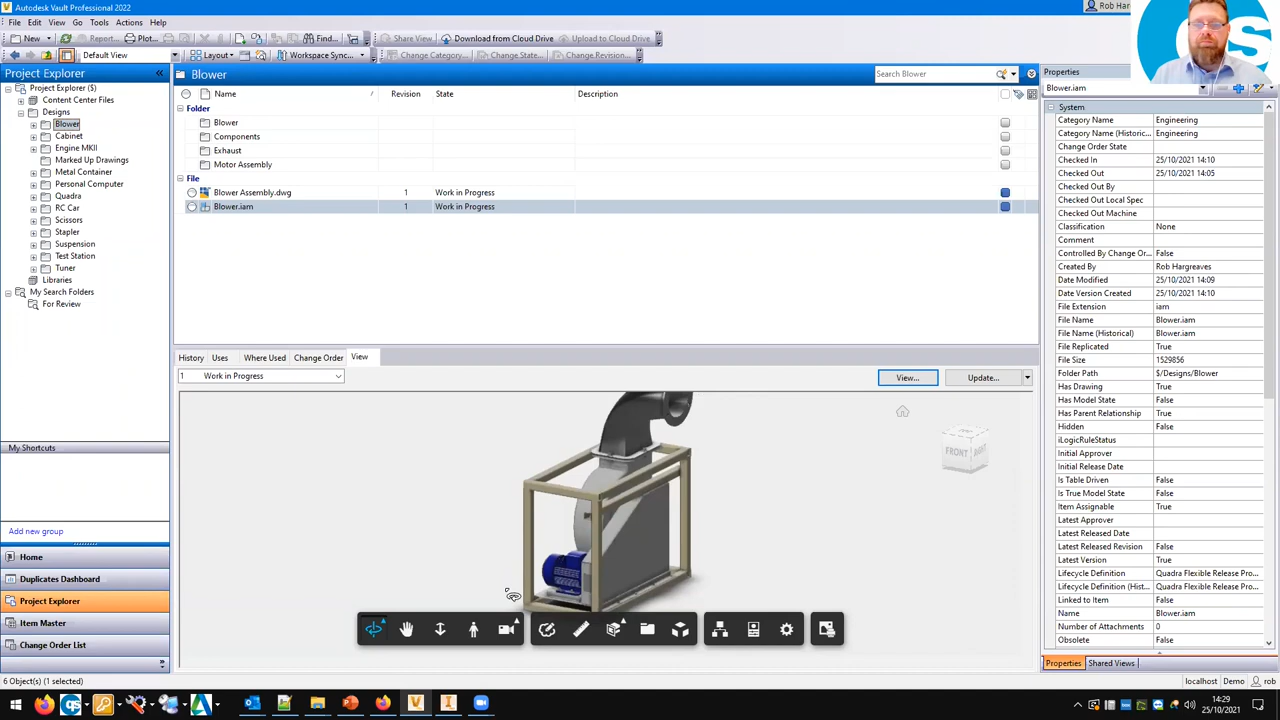 Autodesk Vault Professional 2022
Rob Har
File Edit View Go Tools Actions Help
New Report... Plot... Find... Share View... Download from Cloud Drive Upload to Cloud Drive
Default View Layout Workspace Sync... Change Category... Change State... Change Revision...
Project Explorer
Project Explorer ($)
Content Center Files
Designs
Blower
Cabinet
Engine MKII
Marked Up Drawings
Metal Container
Personal Computer
Quadra
RC Car
Scissors
Stapler
Suspension
Test Station
Tuner
Libraries
My Search Folders
For Review
My Shortcuts
Add new group
Home
Duplicates Dashboard
Project Explorer
Item Master
Change Order List
Blower
Search Blower
Name Revision State Description
Folder
Blower
Components
Exhaust
Motor Assembly
File
Blower Assembly.dwg 1 Work in Progress
Blower.iam 1 Work in Progress
History Uses Where Used Change Order View
1 Work in Progress
View... Update...
FRONT
Properties
Blower.iam
System
Category Name Engineering
Category Name (Historic... Engineering
Change Order State
Checked In 25/10/2021 14:10
Checked Out 25/10/2021 14:05
Checked Out By
Checked Out Local Spec
Checked Out Machine
Classification None
Comment
Controlled By Change Or... False
Created By Rob Hargreaves
Date Modified 25/10/2021 14:09
Date Version Created 25/10/2021 14:10
File Extension iam
File Name Blower.iam
File Name (Historical) Blower.iam
File Replicated True
File Size 1529856
Folder Path $/Designs/Blower
Has Drawing True
Has Model State False
Has Parent Relationship True
Hidden False
iLogicRuleStatus
Initial Approver
Initial Release Date
Is Table Driven False
Is True Model State False
Item Assignable True
Latest Approver
Latest Released Date
Latest Released Revision False
Latest Version True
Lifecycle Definition Quadra Flexible Release Pro...
Lifecycle Definition (Hist... Quadra Flexible Release Pro...
Linked to Item False
Name Blower.iam
Number of Attachments 0
Obsolete False
Properties Shared Views
6 Object(s) (1 selected)
localhost Demo rob
14:29
25/10/2021